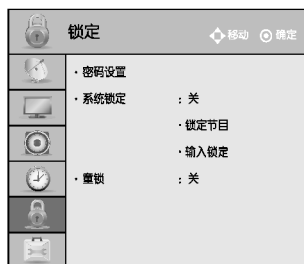 锁定 移动 确定
· 密码设置
· 系统锁定 : 关
· 锁定节目
· 输入锁定
· 童锁 : 关